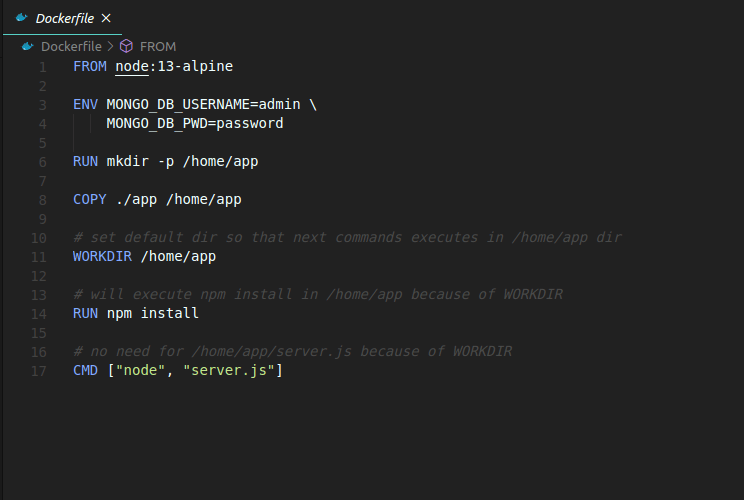 Dockerfile ×
Dockerfile > FROM
1 FROM node:13-alpine
2
3 ENV MONGO_DB_USERNAME=admin \
4     MONGO_DB_PWD=password
5
6 RUN mkdir -p /home/app
7
8 COPY ./app /home/app
9
10 # set default dir so that next commands executes in /home/app dir
11 WORKDIR /home/app
12
13 # will execute npm install in /home/app because of WORKDIR
14 RUN npm install
15
16 # no need for /home/app/server.js because of WORKDIR
17 CMD ["node", "server.js"]